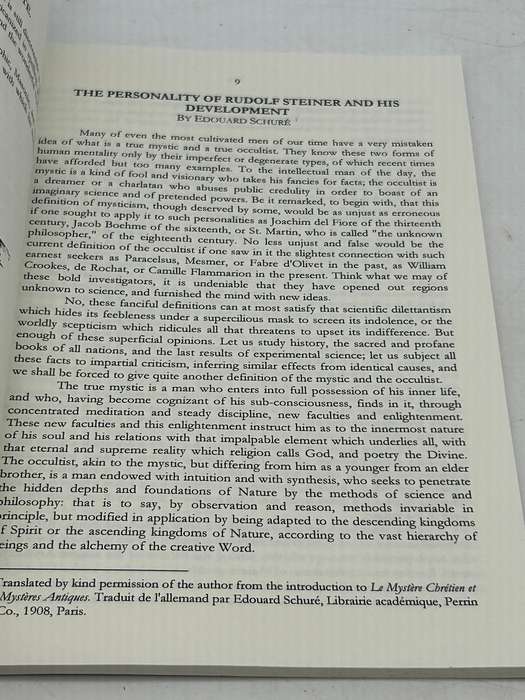 9
THE PERSONALITY OF RUDOLF STEINER AND HIS
DEVELOPMENT
BY EDOUARD SCHURÉ ¹
Many of even the most cultivated men of our time have a very mistaken
idea of what is a true mystic and a true occultist. They know these two forms of
human mentality only by their imperfect or degenerate types, of which recent times
have afforded but too many examples. To the intellectual man of the day, the
mystic is a kind of fool and visionary who takes his fancies for facts; the occultist is
a dreamer or a charlatan who abuses public credulity in order to boast of an
imaginary science and of pretended powers. Be it remarked, to begin with, that this
definition of mysticism, though deserved by some, would be as unjust as erroneous
if one sought to apply it to such personalities as Joachim del Fiore of the thirteenth
century, Jacob Boehme of the sixteenth, or St. Martin, who is called "the unknown
philosopher," of the eighteenth century. No less unjust and false would be the
current definition of the occultist if one saw in it the slightest connection with such
earnest seekers as Paracelsus, Mesmer, or Fabre d'Olivet in the past, as William
Crookes, de Rochat, or Camille Flammarion in the present. Think what we may of
these bold investigators, it is undeniable that they have opened out regions
unknown to science, and furnished the mind with new ideas.
No, these fanciful definitions can at most satisfy that scientific dilettantism
which hides its feebleness under a supercilious mask to screen its indolence, or the
worldly scepticism which ridicules all that threatens to upset its indifference. But
enough of these superficial opinions. Let us study history, the sacred and profane
books of all nations, and the last results of experimental science; let us subject all
these facts to impartial criticism, inferring similar effects from identical causes, and
we shall be forced to give quite another definition of the mystic and the occultist.
The true mystic is a man who enters into full possession of his inner life,
and who, having become cognizant of his sub-consciousness, finds in it, through
concentrated meditation and steady discipline, new faculties and enlightenment.
These new faculties and this enlightenment instruct him as to the innermost nature
of his soul and his relations with that impalpable element which underlies all, with
that eternal and supreme reality which religion calls God, and poetry the Divine.
The occultist, akin to the mystic, but differing from him as a younger from an elder
brother, is a man endowed with intuition and with synthesis, who seeks to penetrate
the hidden depths and foundations of Nature by the methods of science and
philosophy: that is to say, by observation and reason, methods invariable in
principle, but modified in application by being adapted to the descending kingdoms
f Spirit or the ascending kingdoms of Nature, according to the vast hierarchy of
eings and the alchemy of the creative Word.
Translated by kind permission of the author from the introduction to Le Mystère Chrétien et
Mystères Antiques. Traduit de l'allemand par Edouard Schuré, Librairie académique, Perrin
Co., 1908, Paris.